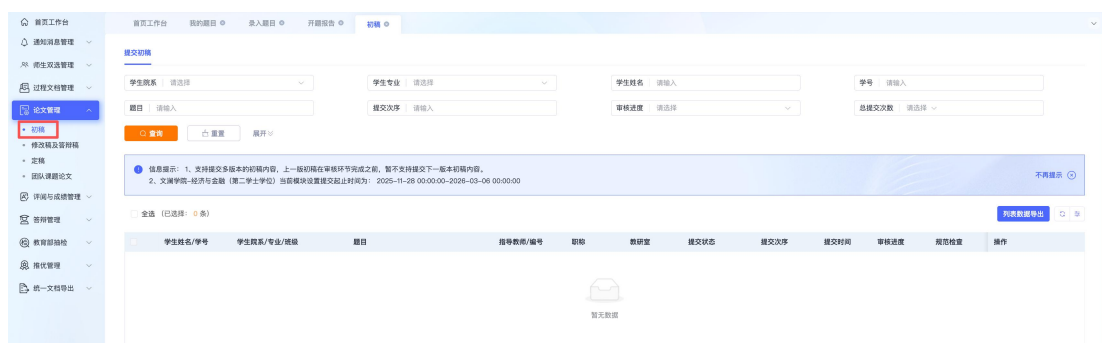 首页工作台
通知消息管理
师生双选管理
过程文档管理
论文管理
初稿
修改稿及答辩稿
定稿
团队课题论文
评阅与成绩管理
答辩管理
教育部抽检
推优管理
统一文档导出
首页工作台 我的题目 录入题目 开题报告 初稿
提交初稿
学生院系 请选择 学生专业 请选择 学生姓名 请输入 学号 请输入
题目 请输入 提交次序 请输入 审核进度 请选择 总提交次数 请选择
查询 重置 展开
信息提示: 1、支持提交多版本的初稿内容,上一版初稿在审核环节完成之前,暂不支持提交下一版本初稿内容。
2、文澜学院-经济与金融(第二学士学位)当前模块设置提交起止时间为: 2025-11-28 00:00:00-2026-03-06 00:00:00
不再提示
全选 (已选择: 0 条) 列表数据导出
学生姓名/学号 学生院系/专业/班级 题目 指导教师/编号 职称 教研室 提交状态 提交次序 提交时间 审核进度 规范检查 操作
暂无数据